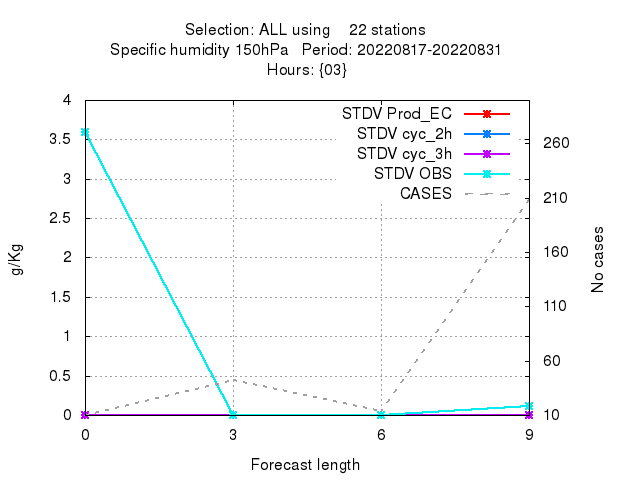 Selection: ALL using 22 stations
Specific humidity 150hPa Period: 20220817-20220831
Hours: {03}
4
3.5
3
2.5
2
1.5
1
0.5
0
g/Kg
STDV Prod_EC
STDV cyc_2h
STDV cyc_3h
STDV OBS
CASES
260
210
160
110
60
10
No cases
0 3 6 9
Forecast length